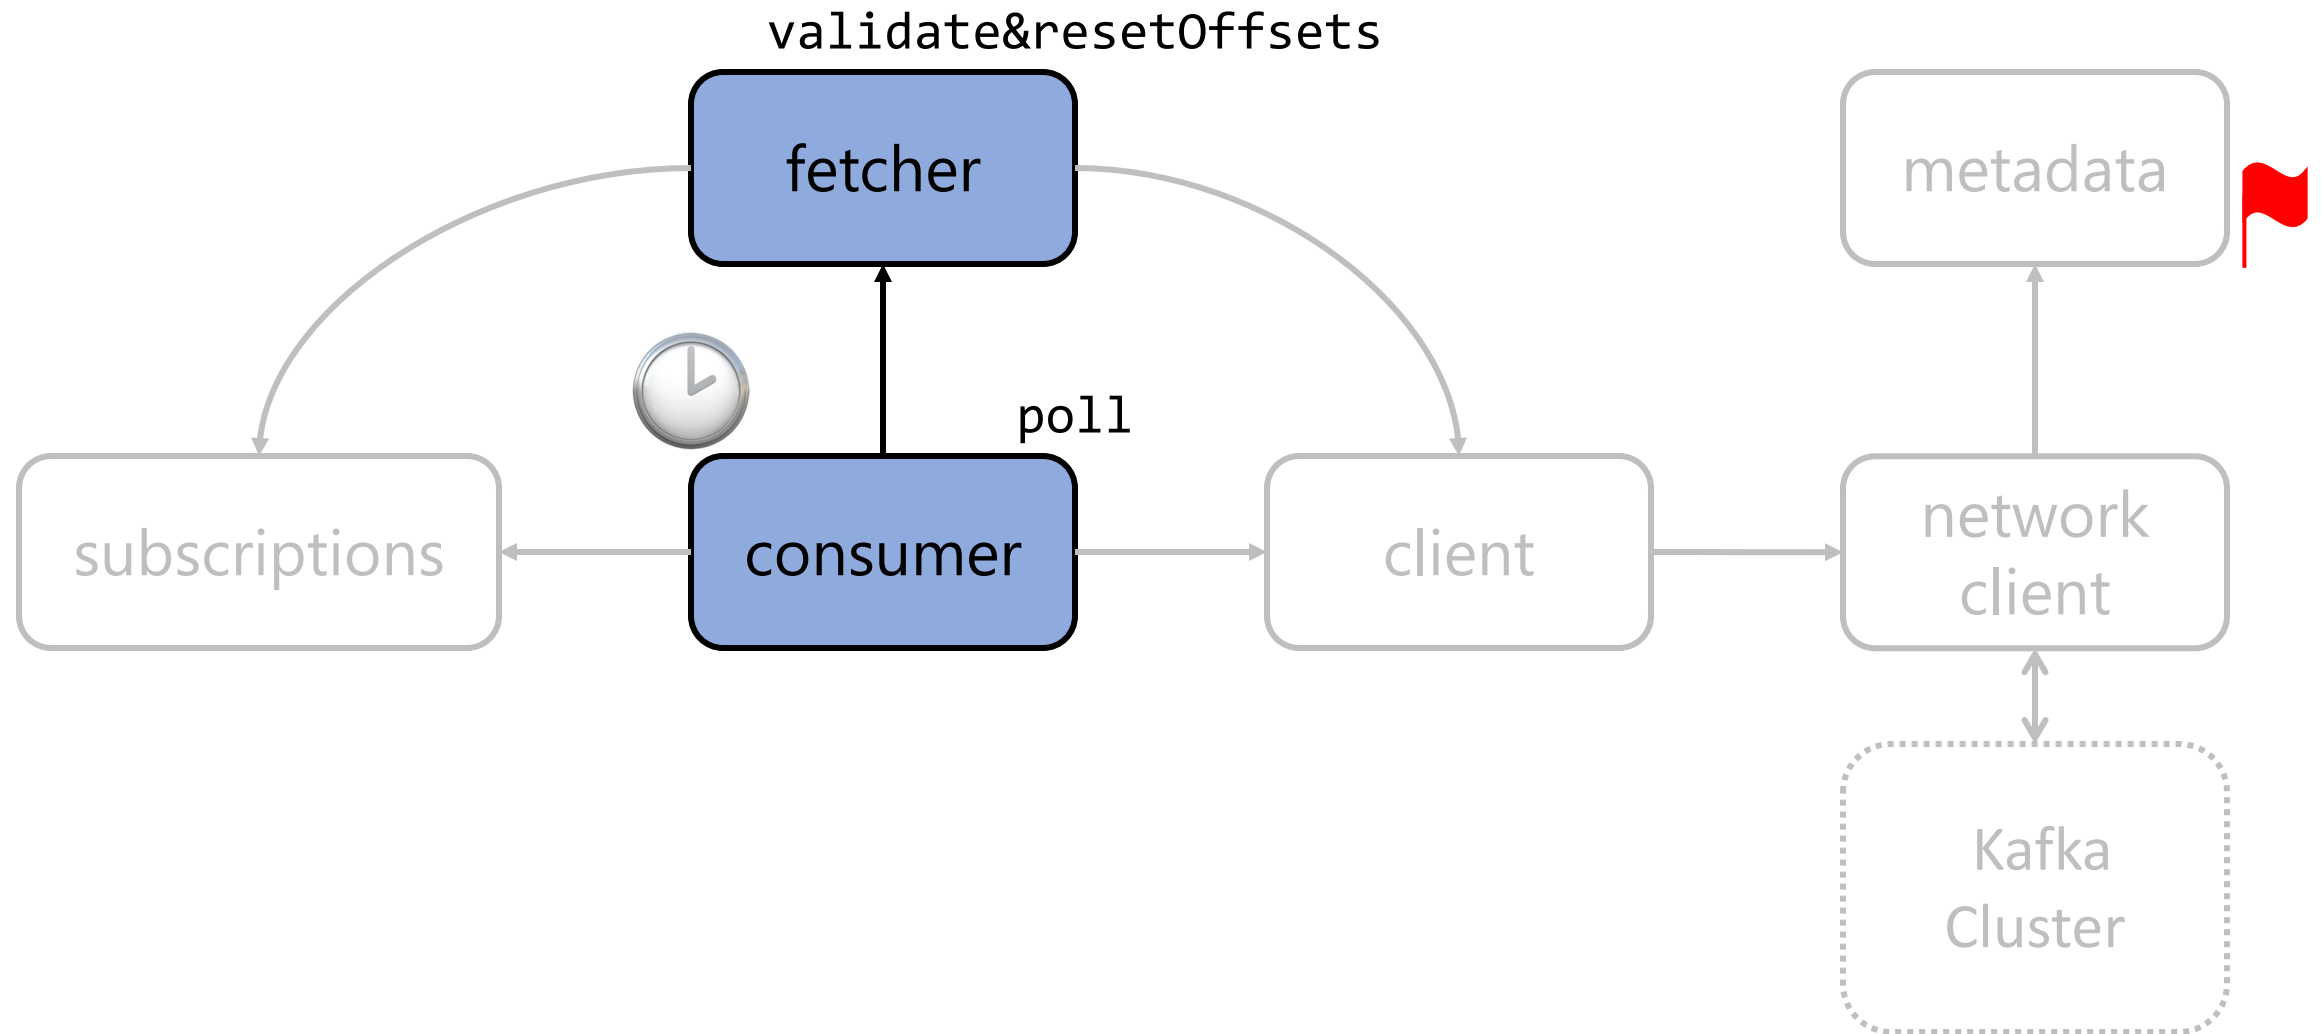 validate&resetOffsets
fetcher
metadata
poll
subscriptions
consumer
client
network
client
Kafka
Cluster